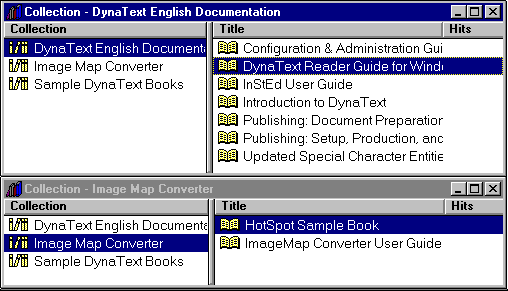 Collection - DynaText English Documentation
Collection Title Hits
DynaText English Documenta
Image Map Converter
Sample DynaText Books
Configuration & Administration Gui
DynaText Reader Guide for Windo
InStEd User Guide
Introduction to DynaText
Publishing: Document Preparation
Publishing: Setup, Production, and
Updated Special Character Entitie
Collection - Image Map Converter
Collection Title Hits
DynaText English Documenta
Image Map Converter
Sample DynaText Books
HotSpot Sample Book
ImageMap Converter User Guide